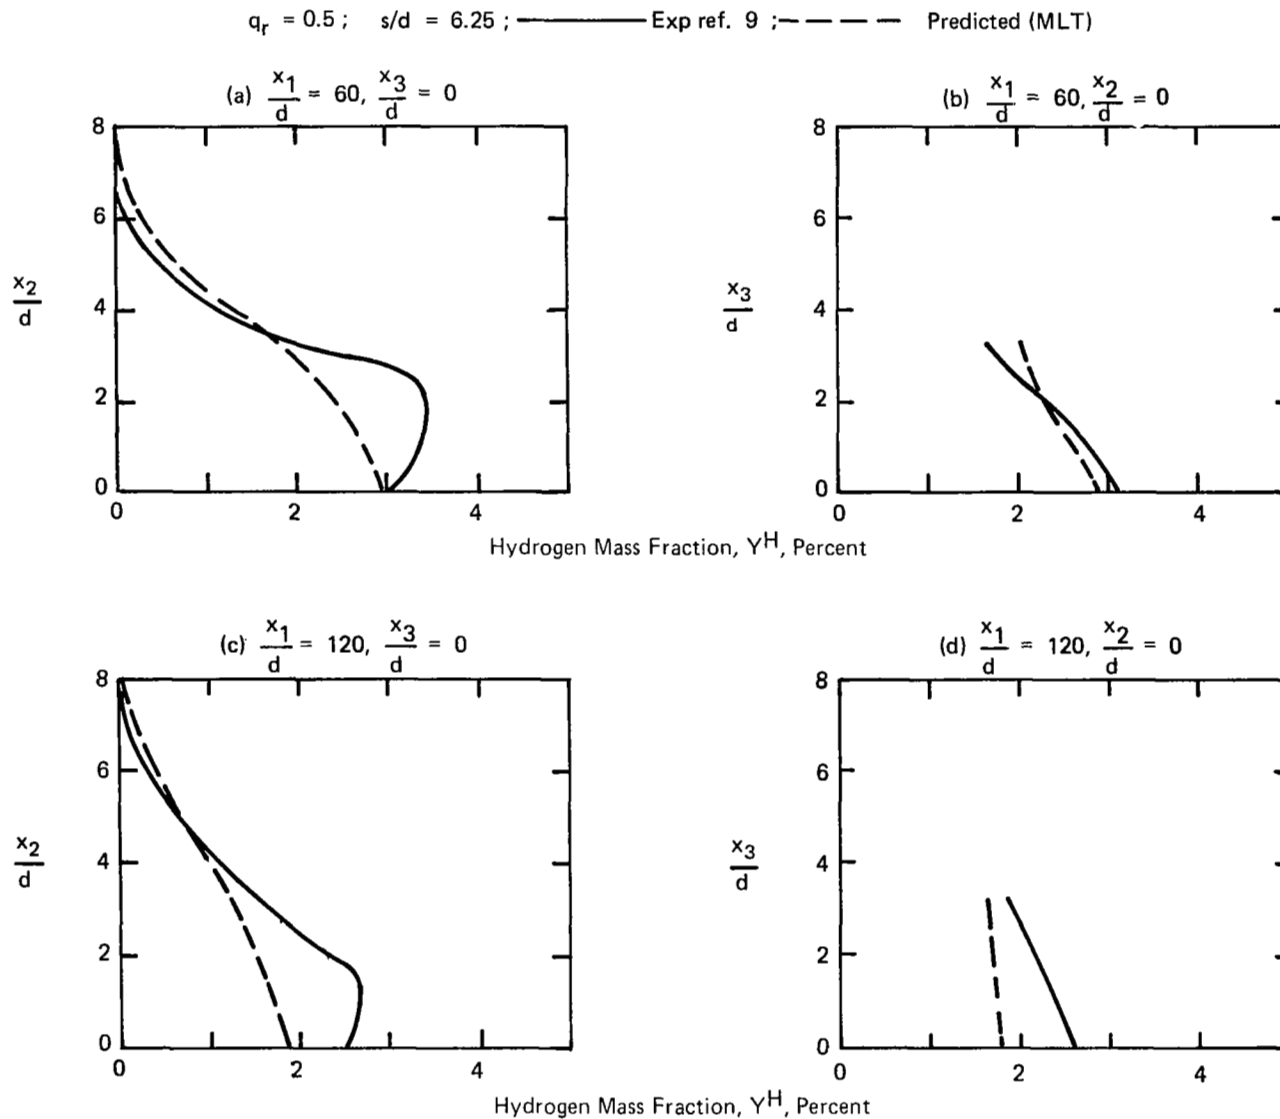 qr = 0.5 ; s/d = 6.25 ; Exp ref. 9 ; Predicted (MLT)
(a) x1/d = 60, x3/d = 0
(b) x1/d = 60, x2/d = 0
8
6
4
2
0
x2/d
0 2 4
8
6
4
2
0
x3/d
0 2 4
Hydrogen Mass Fraction, Y^H, Percent
(c) x1/d = 120, x3/d = 0
(d) x1/d = 120, x2/d = 0
8
6
4
2
0
x2/d
0 2 4
8
6
4
2
0
x3/d
0 2 4
Hydrogen Mass Fraction, Y^H, Percent